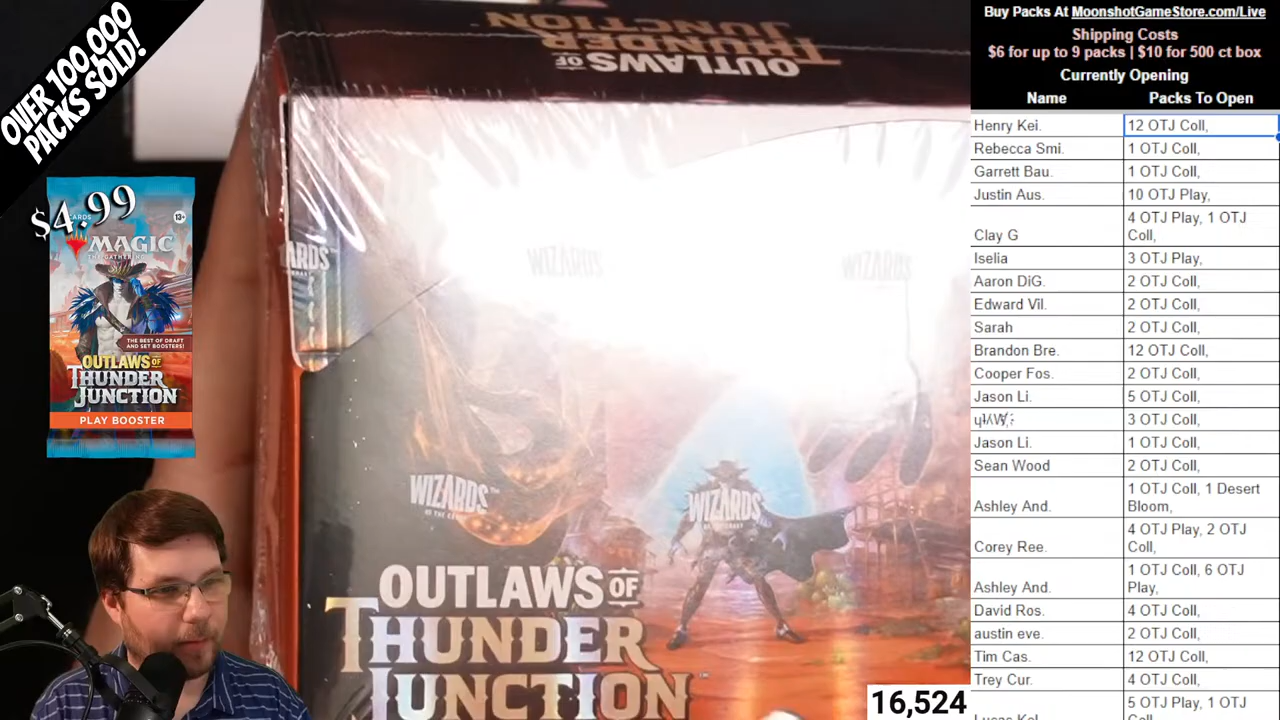 OVER 100,000
PACKS SOLD!
$4.99
CARDS
13+
MAGIC
THE GATHERING
THE BEST OF DRAFT
AND SET BOOSTERS!
OUTLAWS OF
THUNDER
JUNCTION
PLAY BOOSTER
OUTLAWS OF
THUNDER
JUNCTION
WIZARDS
WIZARDS
WIZARDS
WIZARDS
OUTLAWS OF
THUNDER
JUNCTION
16,524
Buy Packs At MoonshotGameStore.com/Live
Shipping Costs
$6 for up to 9 packs | $10 for 500 ct box
Currently Opening
Name Packs To Open
Henry Kei. 12 OTJ Coll,
Rebecca Smi. 1 OTJ Coll,
Garrett Bau. 1 OTJ Coll,
Justin Aus. 10 OTJ Play,
Clay G 4 OTJ Play, 1 OTJ
Coll,
Iselia 3 OTJ Play,
Aaron DiG. 2 OTJ Coll,
Edward Vil. 2 OTJ Coll,
Sarah 2 OTJ Coll,
Brandon Bre. 12 OTJ Coll,
Cooper Fos. 2 OTJ Coll,
Jason Li. 5 OTJ Coll,
3 OTJ Coll,
Jason Li. 1 OTJ Coll,
Sean Wood 2 OTJ Coll,
Ashley And. 1 OTJ Coll, 1 Desert
Bloom,
Corey Ree. 4 OTJ Play, 2 OTJ
Coll,
Ashley And. 1 OTJ Coll, 6 OTJ
Play,
David Ros. 4 OTJ Coll,
austin eve. 2 OTJ Coll,
Tim Cas. 12 OTJ Coll,
Trey Cur. 4 OTJ Coll,
5 OTJ Play, 1 OTJ